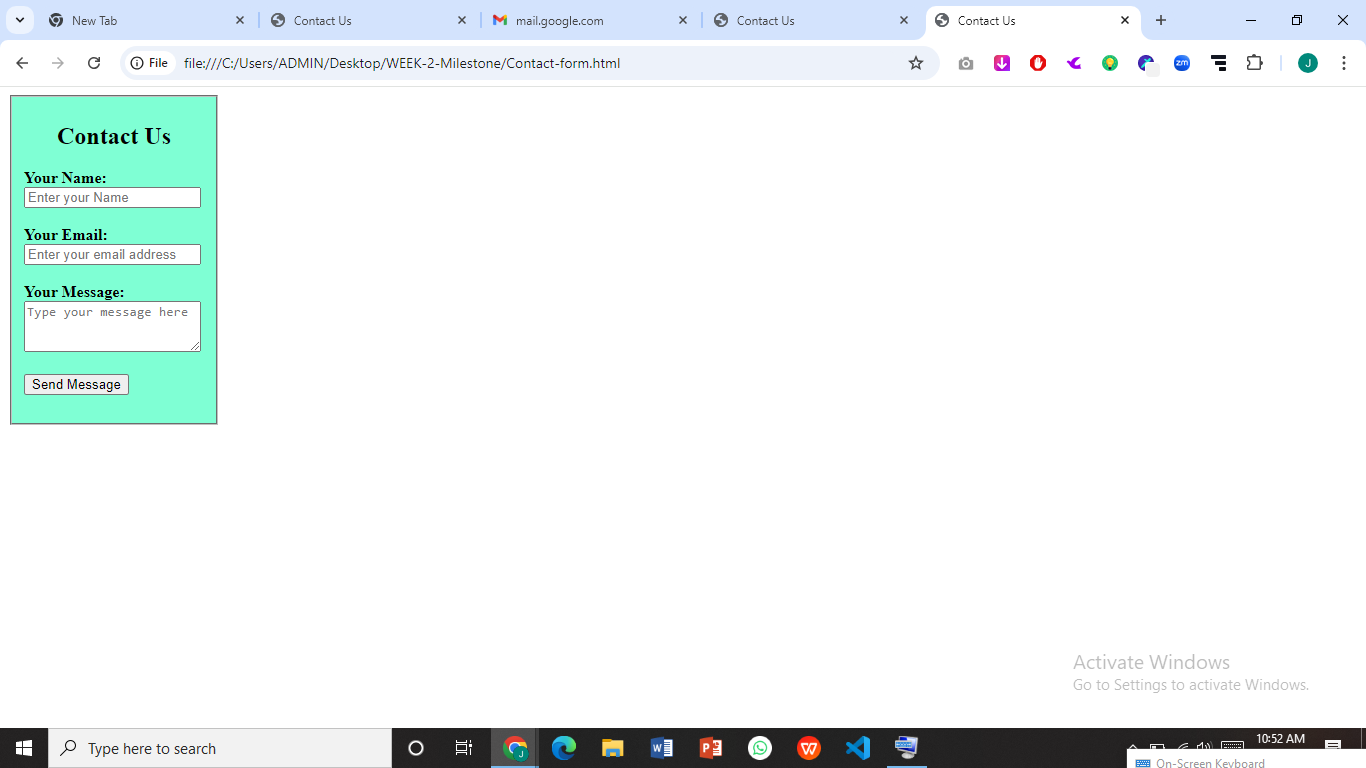 New Tab
Contact Us
mail.google.com
Contact Us
Contact Us
File
file:///C:/Users/ADMIN/Desktop/WEEK-2-Milestone/Contact-form.html
zm
J
Contact Us
Your Name:
Enter your Name
Your Email:
Enter your email address
Your Message:
Type your message here
Send Message
Activate Windows
Go to Settings to activate Windows.
Type here to search
J
W
P
W
10:52 AM
On-Screen Keyboard